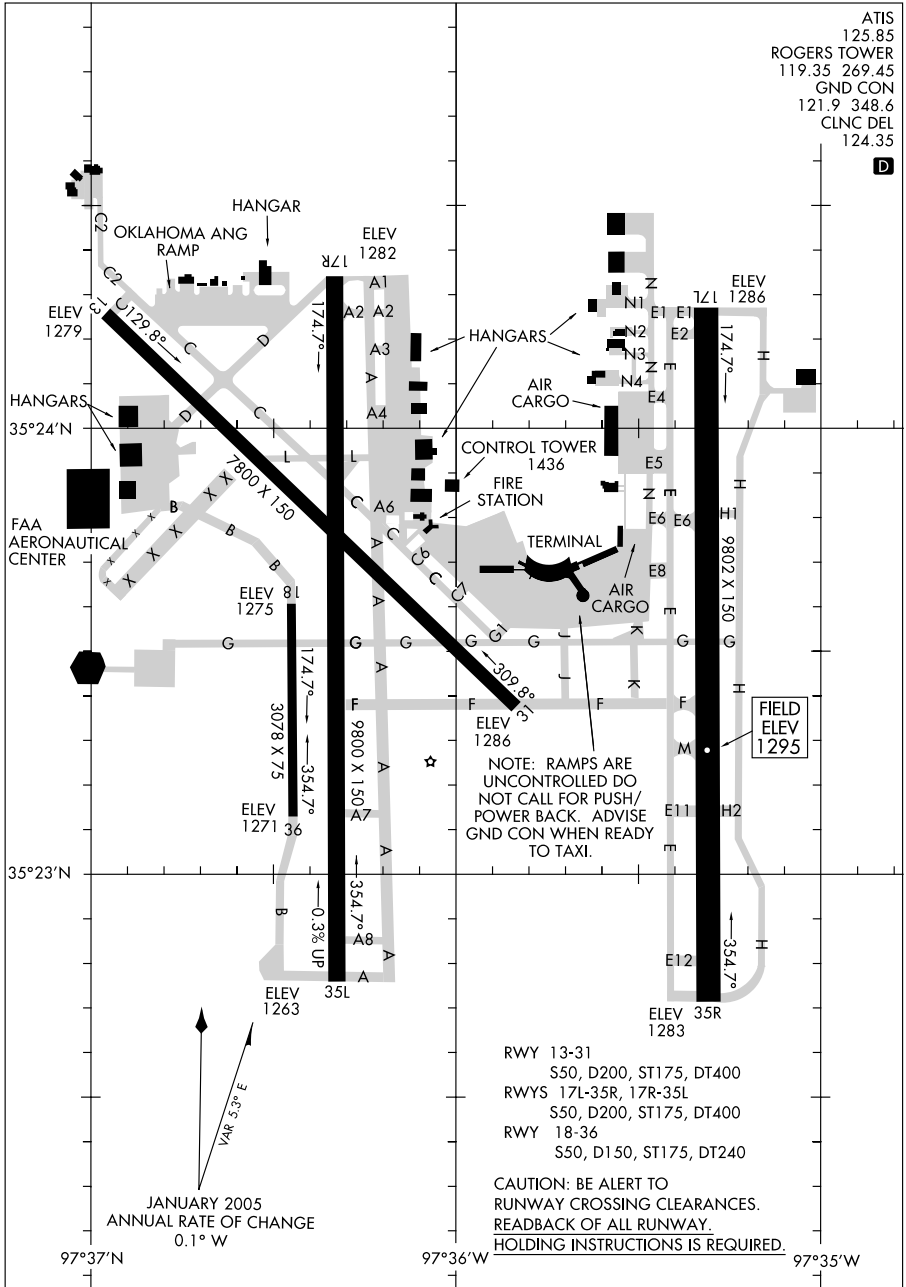 ATIS
125.85
ROGERS TOWER
119.35 269.45
GND CON
121.9 348.6
CLNC DEL
124.35
D
HANGAR
OKLAHOMA ANG
RAMP
ELEV
1282
17R
C2
C2
C
13
ELEV
1279
129.8°
174.7°
A1
A2
A2
A3
A
A4
C
D
C
D
L
L
HANGARS
N
N1
N2
N3
N
N4
E1
E1
E2
17L
ELEV
1286
174.7°
H
E
E4
HANGARS
35°24'N
AIR
CARGO
CONTROL TOWER
1436
FIRE
STATION
E5
N
E
E6
E6
H
H1
7800 X 150
X
X
X
X
X
x
x
x
x
B
B
B
FAA
AERONAUTICAL
CENTER
A6
C
C
C6
C
C7
A
A
TERMINAL
AIR
CARGO
E8
E
9802 X 150
ELEV
1275
18
G1
G
G
G
G
G
J
K
G
G
A
J
K
H
174.7°
354.7°
3078 X 75
F
F
F
309.8°
31
ELEV
1286
9800 X 150
M
FIELD
ELEV
1295
NOTE: RAMPS ARE
UNCONTROLLED DO
NOT CALL FOR PUSH/
POWER BACK. ADVISE
GND CON WHEN READY
TO TAXI.
A
ELEV
1271
36
A7
A
E11
H2
E
35°23'N
B
0.3% UP
354.7°
A8
A
A
35L
ELEV
1263
E12
354.7°
H
ELEV
1283
35R
VAR 5.3° E
JANUARY 2005
ANNUAL RATE OF CHANGE
0.1° W
RWY 13-31
S50, D200, ST175, DT400
RWYS 17L-35R, 17R-35L
S50, D200, ST175, DT400
RWY 18-36
S50, D150, ST175, DT240
CAUTION: BE ALERT TO
RUNWAY CROSSING CLEARANCES.
READBACK OF ALL RUNWAY.
HOLDING INSTRUCTIONS IS REQUIRED.
97°37'N
97°36'W
97°35'W